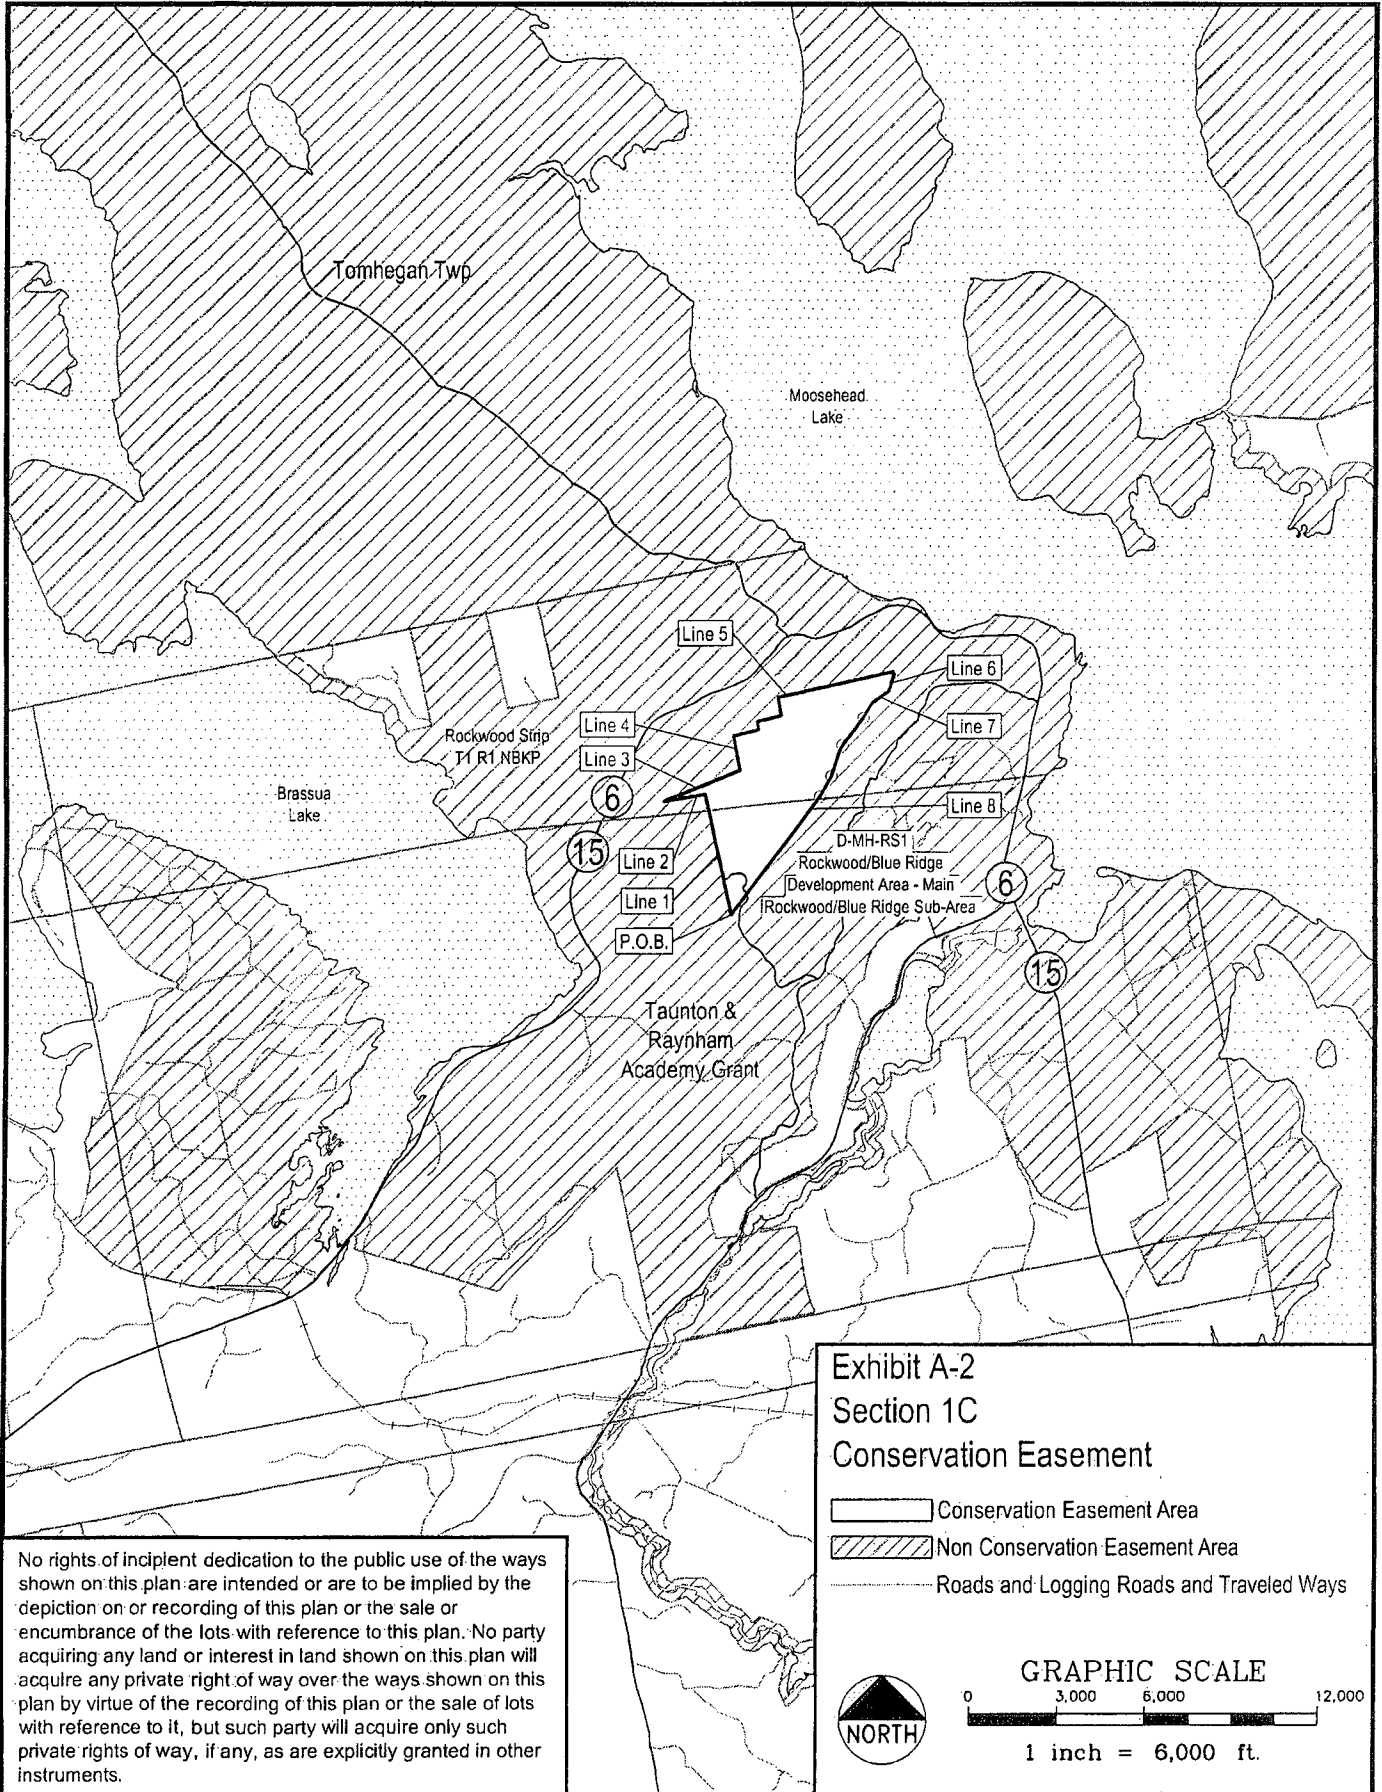 Tomhegan Twp
Moosehead
Lake
Line 5
Line 6
Line 4
Line 7
Rockwood Strip
T1 R1 NBKP
Line 3
6
Brassua
Lake
Line 8
15
Line 2
D-MH-RS1
Rockwood/Blue Ridge
Development Area - Main
Rockwood/Blue Ridge Sub-Area
6
Line 1
P.O.B.
15
Taunton &
Raynham
Academy Grant
Exhibit A-2
Section 1C
Conservation Easement
Conservation Easement Area
Non Conservation Easement Area
Roads and Logging Roads and Traveled Ways
No rights of incipient dedication to the public use of the ways
shown on this plan are intended or are to be implied by the
depiction on or recording of this plan or the sale or
encumbrance of the lots with reference to this plan. No party
acquiring any land or interest in land shown on this plan will
acquire any private right of way over the ways shown on this
plan by virtue of the recording of this plan or the sale of lots
with reference to it, but such party will acquire only such
private rights of way, if any, as are explicitly granted in other
instruments.
NORTH
GRAPHIC SCALE
0 3,000 6,000 12,000
1 inch = 6,000 ft.